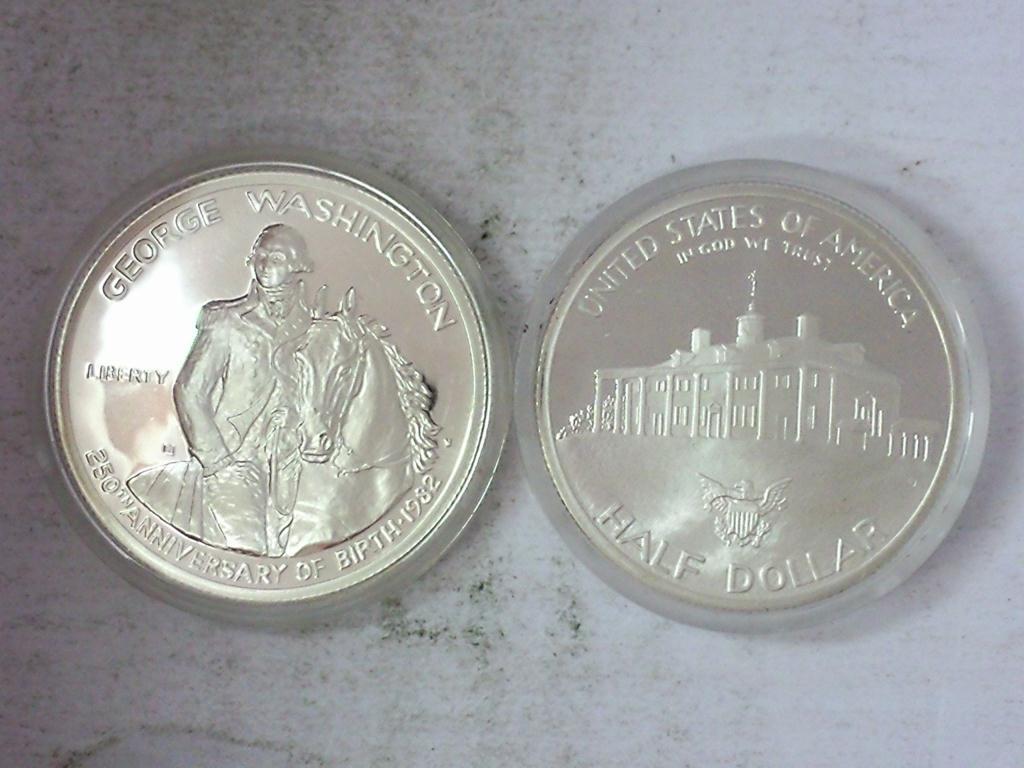 GEORGE WASHINGTON
LIBERTY
250TH ANNIVERSARY OF BIRTH·1982
UNITED STATES OF AMERICA
IN GOD WE TRUST
HALF DOLLAR